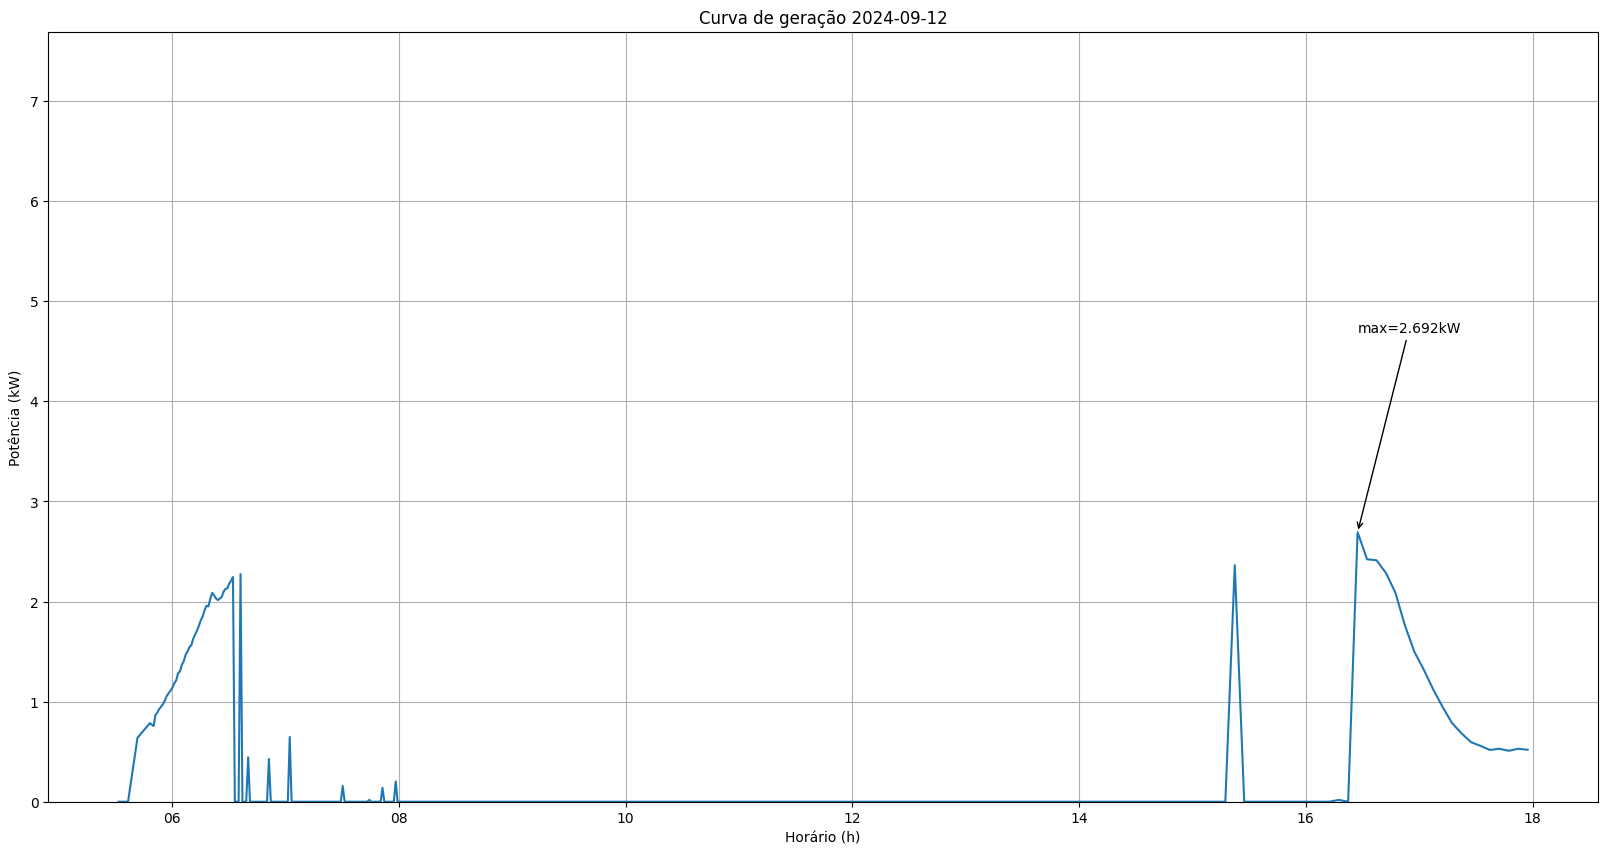 Curva de geração 2024-09-12
7
6
5
4
3
2
1
0
Potência (kW)
max=2.692kW
06 08 10 12 14 16 18
Horário (h)